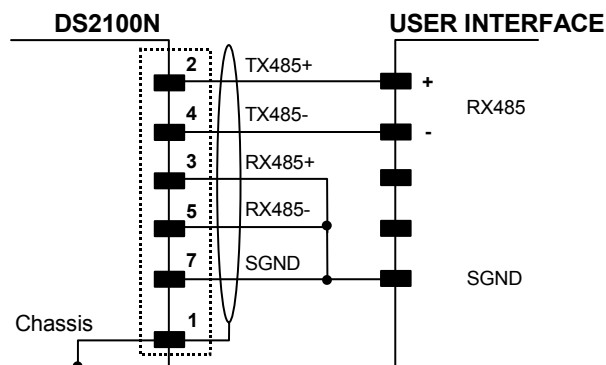 DS2100N USER INTERFACE
2 TX485+ +
RX485
4 TX485- -
3 RX485+
5 RX485-
7 SGND SGND
Chassis 1